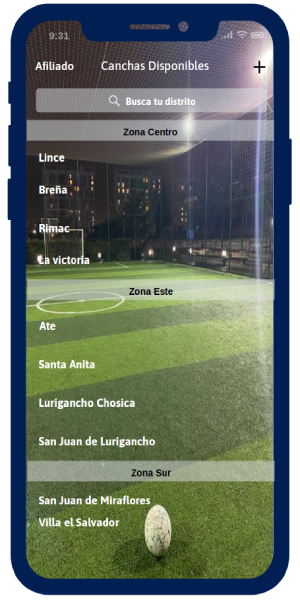 9:31
Afiliado Canchas Disponibles +
Busca tu distrito
Zona Centro
Lince
Breña
Rimac
La victoria
Zona Este
Ate
Santa Anita
Lurigancho Chosica
San Juan de Lurigancho
Zona Sur
San Juan de Miraflores
Villa el Salvador